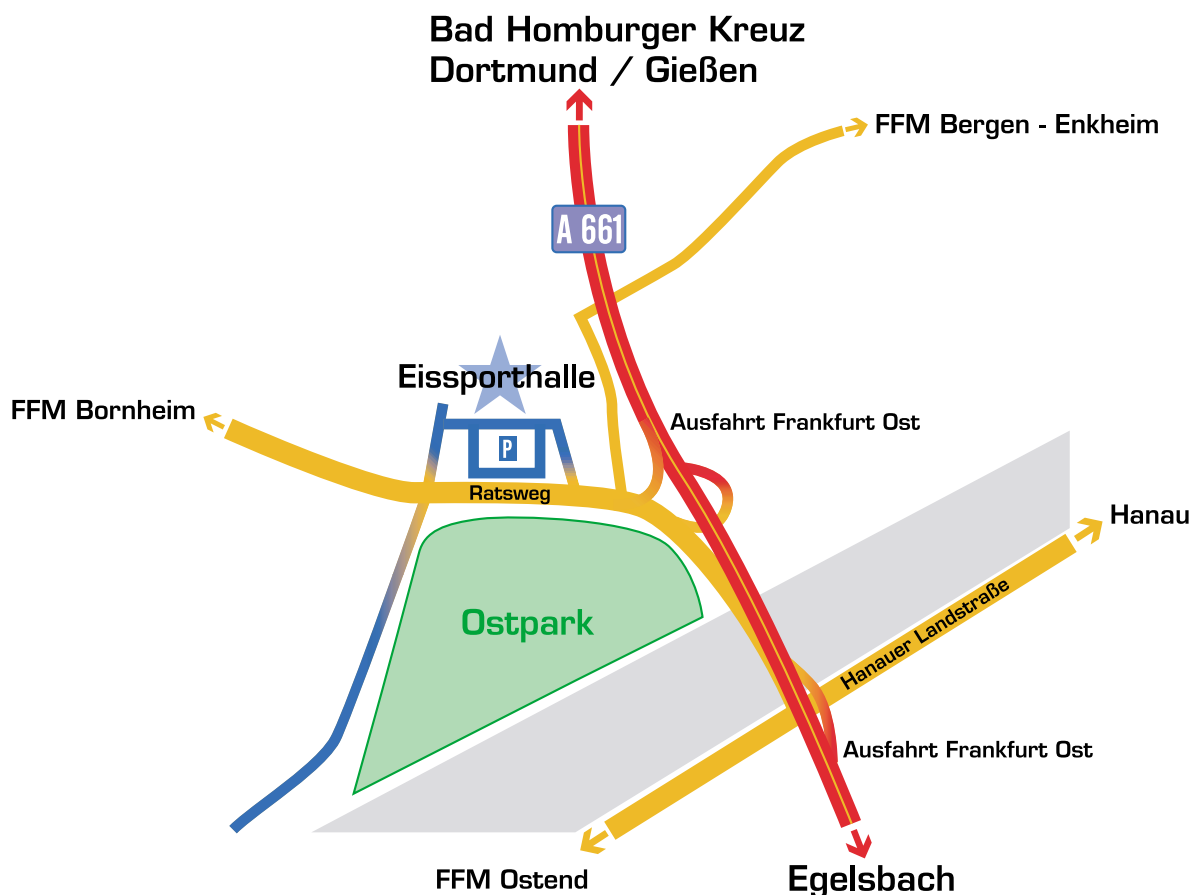 Bad Homburger Kreuz
Dortmund / Gießen
FFM Bergen - Enkheim
A 661
Eissporthalle
FFM Bornheim
Ausfahrt Frankfurt Ost
P
Ratsweg
Hanau
Hanauer Landstraße
Ostpark
Ausfahrt Frankfurt Ost
FFM Ostend
Egelsbach